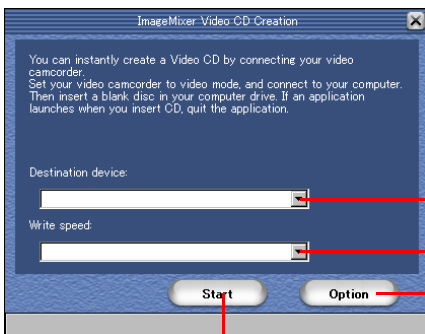 ImageMixer Video CD Creation
You can instantly create a Video CD by connecting your video
camcorder.
Set your video camcorder to video mode, and connect to your computer.
Then insert a blank disc in your computer drive. If an application
launches when you insert CD, quit the application.
Destination device:
Write speed:
Start Option